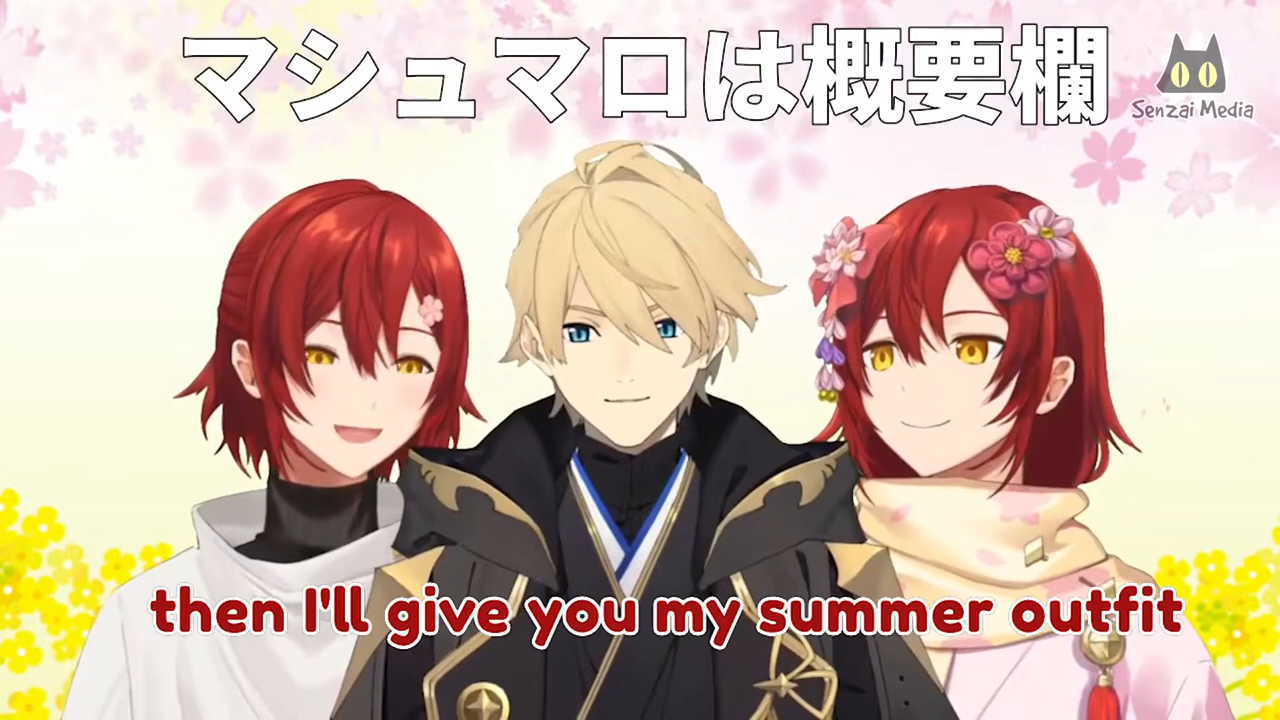 マシュマロは概要欄
Senzai Media
then I'll give you my summer outfit